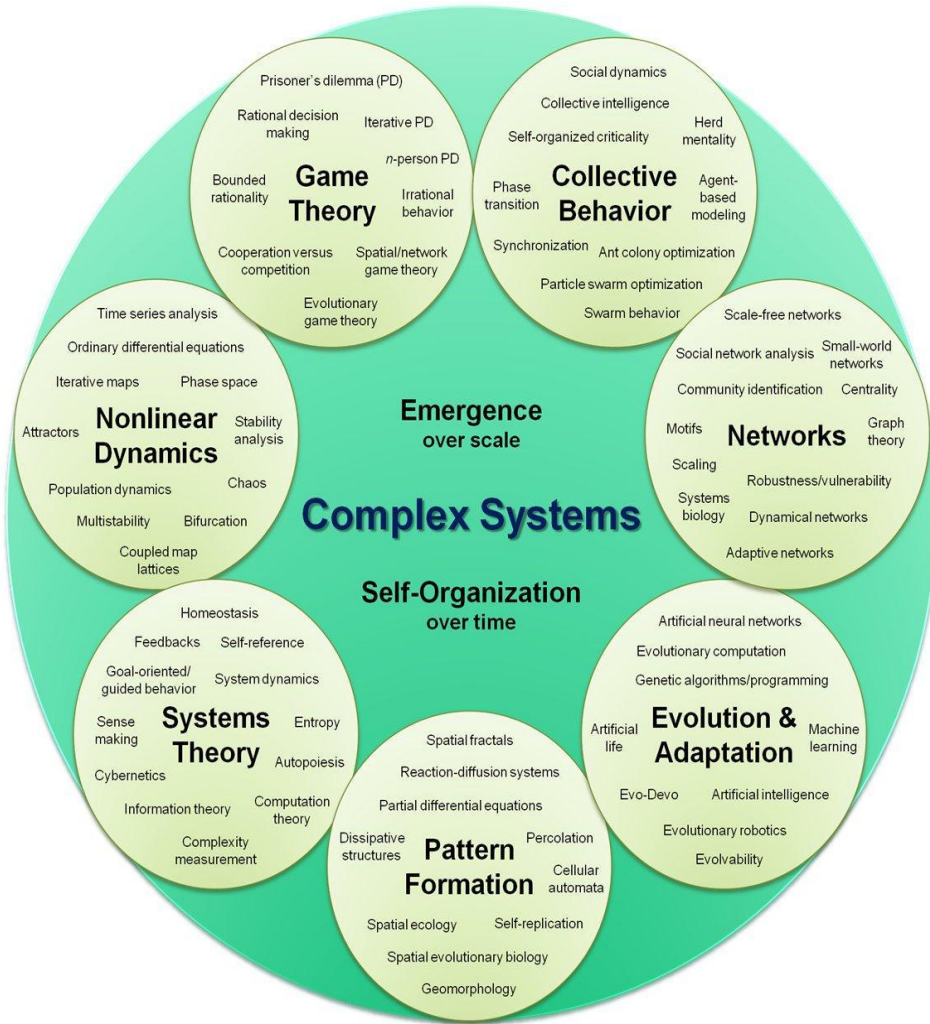 Prisoner's dilemma (PD)
Rational decision
making
Iterative PD
n-person PD
Game
Theory
Bounded
rationality
Irrational
behavior
Cooperation versus
competition
Spatial/network
game theory
Evolutionary
game theory
Social dynamics
Collective intelligence
Herd
mentality
Self-organized criticality
Collective
Behavior
Phase
transition
Agent-
based
modeling
Synchronization
Ant colony optimization
Particle swarm optimization
Swarm behavior
Time series analysis
Ordinary differential equations
Iterative maps
Phase space
Nonlinear
Dynamics
Attractors
Stability
analysis
Population dynamics
Chaos
Multistability
Bifurcation
Coupled map
lattices
Emergence
over scale
Complex Systems
Self-Organization
over time
Scale-free networks
Social network analysis
Small-world
networks
Community identification
Centrality
Motifs
Networks
Graph
theory
Scaling
Robustness/vulnerability
Systems
biology
Dynamical networks
Adaptive networks
Homeostasis
Feedbacks
Self-reference
Goal-oriented/
guided behavior
System dynamics
Sense
making
Systems
Theory
Entropy
Autopoiesis
Cybernetics
Information theory
Computation
theory
Complexity
measurement
Spatial fractals
Reaction-diffusion systems
Partial differential equations
Dissipative
structures
Pattern
Formation
Percolation
Cellular
automata
Spatial ecology
Self-replication
Spatial evolutionary biology
Geomorphology
Artificial neural networks
Evolutionary computation
Genetic algorithms/programming
Artificial
life
Evolution &
Adaptation
Machine
learning
Evo-Devo
Artificial intelligence
Evolutionary robotics
Evolvability